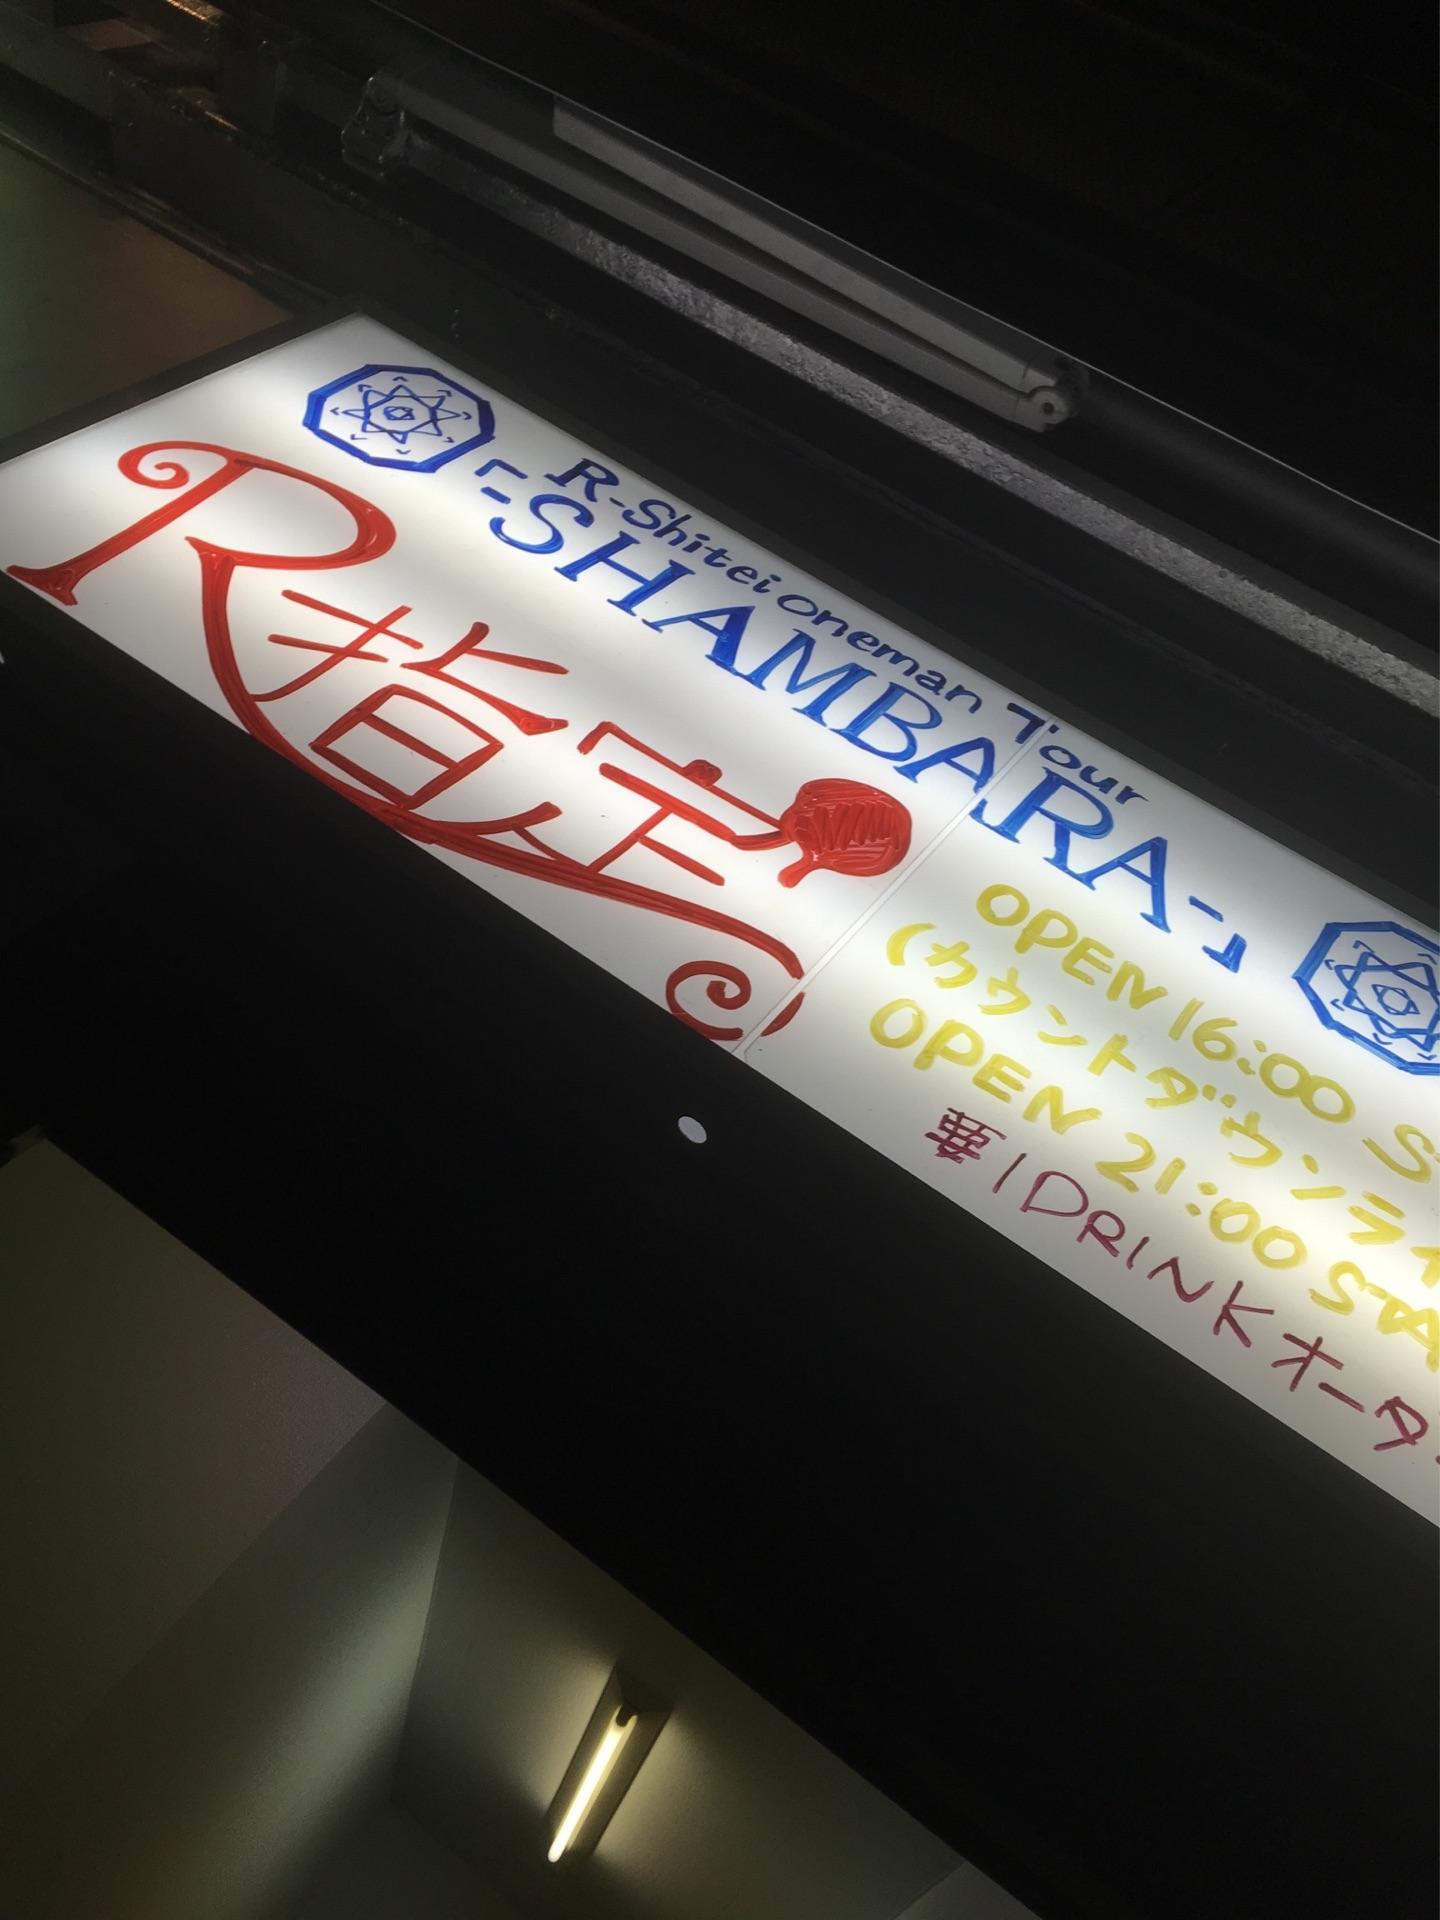 R-Shitei oneman Tour
「-SHAMBARA-」
R指定
OPEN 16:00
(カウントダウンライ
OPEN 21:00 STA
1DRINKオーダ